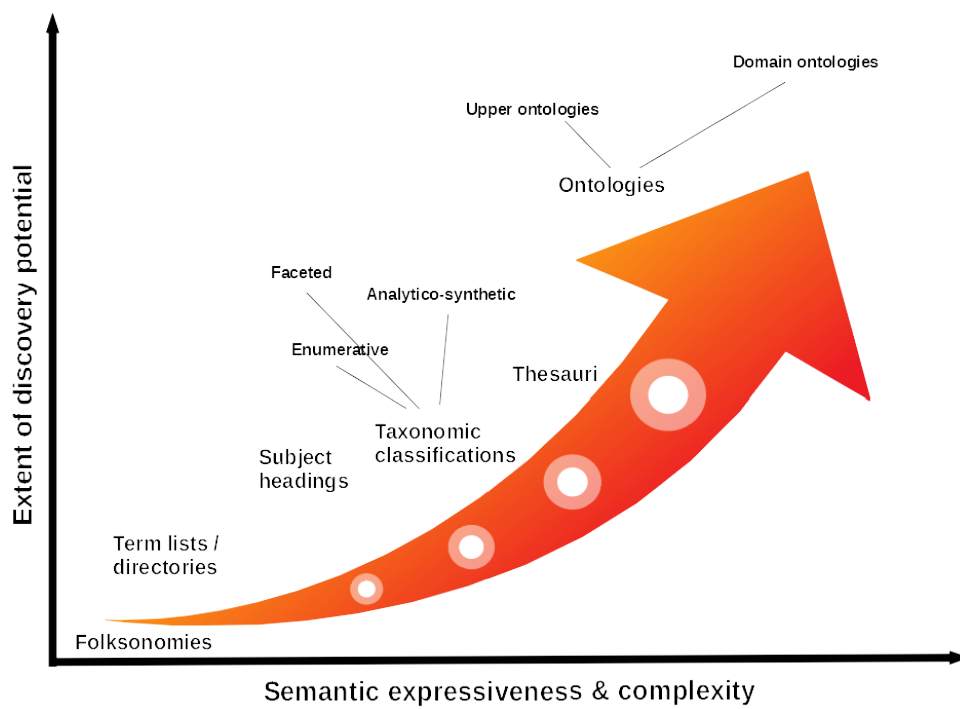 Domain ontologies
Upper ontologies
Ontologies
Faceted
Analytico-synthetic
Enumerative
Thesauri
Taxonomic
classifications
Subject
headings
Term lists /
directories
Folksonomies
Extent of discovery potential
Semantic expressiveness & complexity